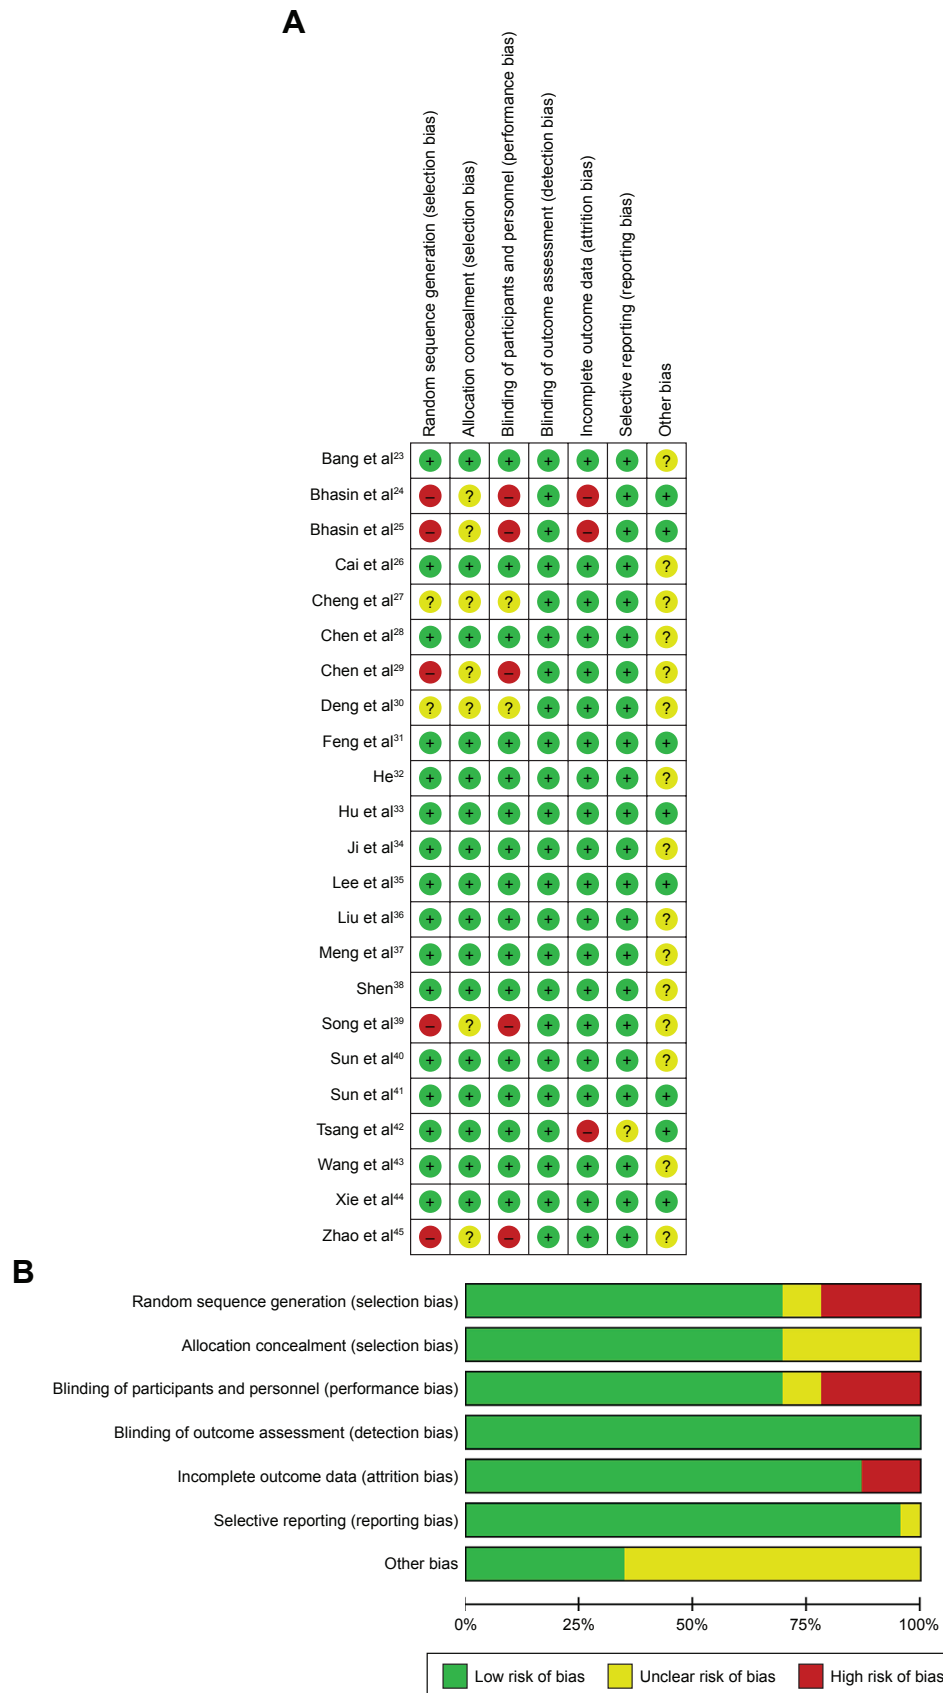 A
Random sequence generation (selection bias)
Allocation concealment (selection bias)
Blinding of participants and personnel (performance bias)
Blinding of outcome assessment (detection bias)
Incomplete outcome data (attrition bias)
Selective reporting (reporting bias)
Other bias
Bang et al²³ + + + + + + ?
Bhasin et al²⁴ – ? – + – + +
Bhasin et al²⁵ – ? – + – + +
Cai et al²⁶ + + + + + + ?
Cheng et al²⁷ ? ? ? + + + ?
Chen et al²⁸ + + + + + + ?
Chen et al²⁹ – ? – + + + ?
Deng et al³⁰ ? ? ? + + + ?
Feng et al³¹ + + + + + + +
He³² + + + + + + ?
Hu et al³³ + + + + + + +
Ji et al³⁴ + + + + + + ?
Lee et al³⁵ + + + + + + +
Liu et al³⁶ + + + + + + ?
Meng et al³⁷ + + + + + + ?
Shen³⁸ + + + + + + ?
Song et al³⁹ – ? – + + + ?
Sun et al⁴⁰ + + + + + + ?
Sun et al⁴¹ + + + + + + +
Tsang et al⁴² + + + + – ? +
Wang et al⁴³ + + + + + + ?
Xie et al⁴⁴ + + + + + + +
Zhao et al⁴⁵ – ? – + + + ?
B
Random sequence generation (selection bias)
Allocation concealment (selection bias)
Blinding of participants and personnel (performance bias)
Blinding of outcome assessment (detection bias)
Incomplete outcome data (attrition bias)
Selective reporting (reporting bias)
Other bias
0% 25% 50% 75% 100%
Low risk of bias Unclear risk of bias High risk of bias